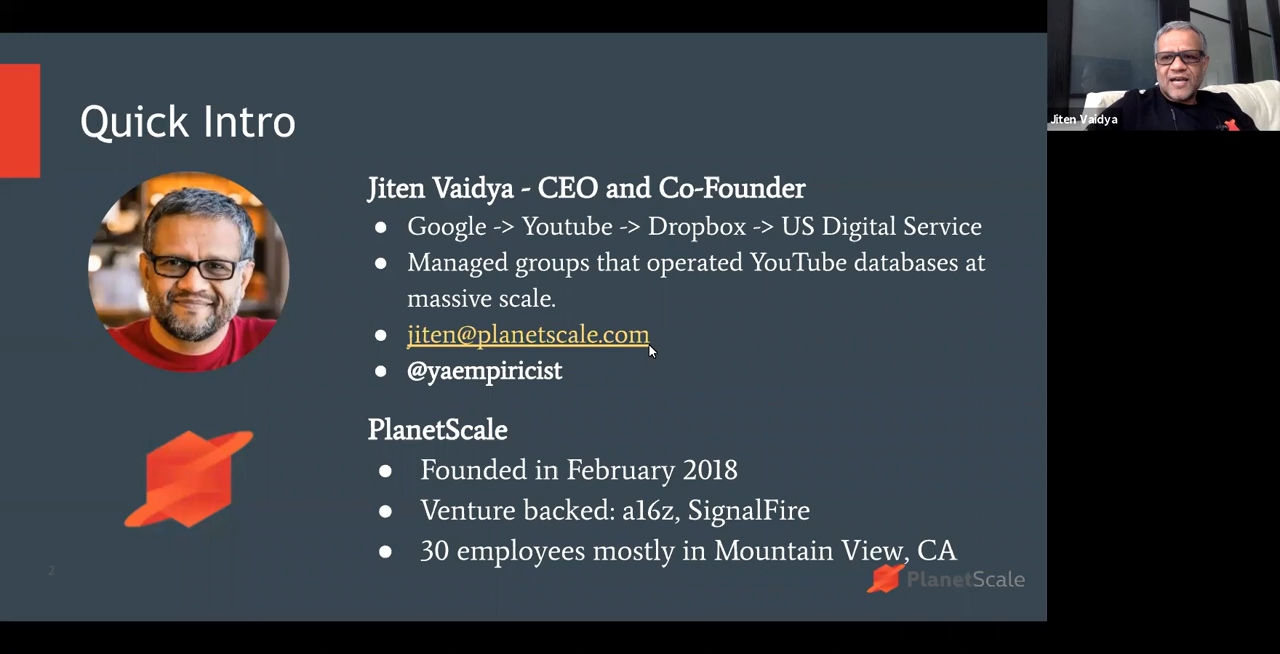 Quick Intro
Jiten Vaidya - CEO and Co-Founder
● Google -> Youtube -> Dropbox -> US Digital Service
● Managed groups that operated YouTube databases at
massive scale.
● jiten@planetscale.com
● @yaempiricist
PlanetScale
● Founded in February 2018
● Venture backed: a16z, SignalFire
● 30 employees mostly in Mountain View, CA
2
PlanetScale
Jiten Vaidya